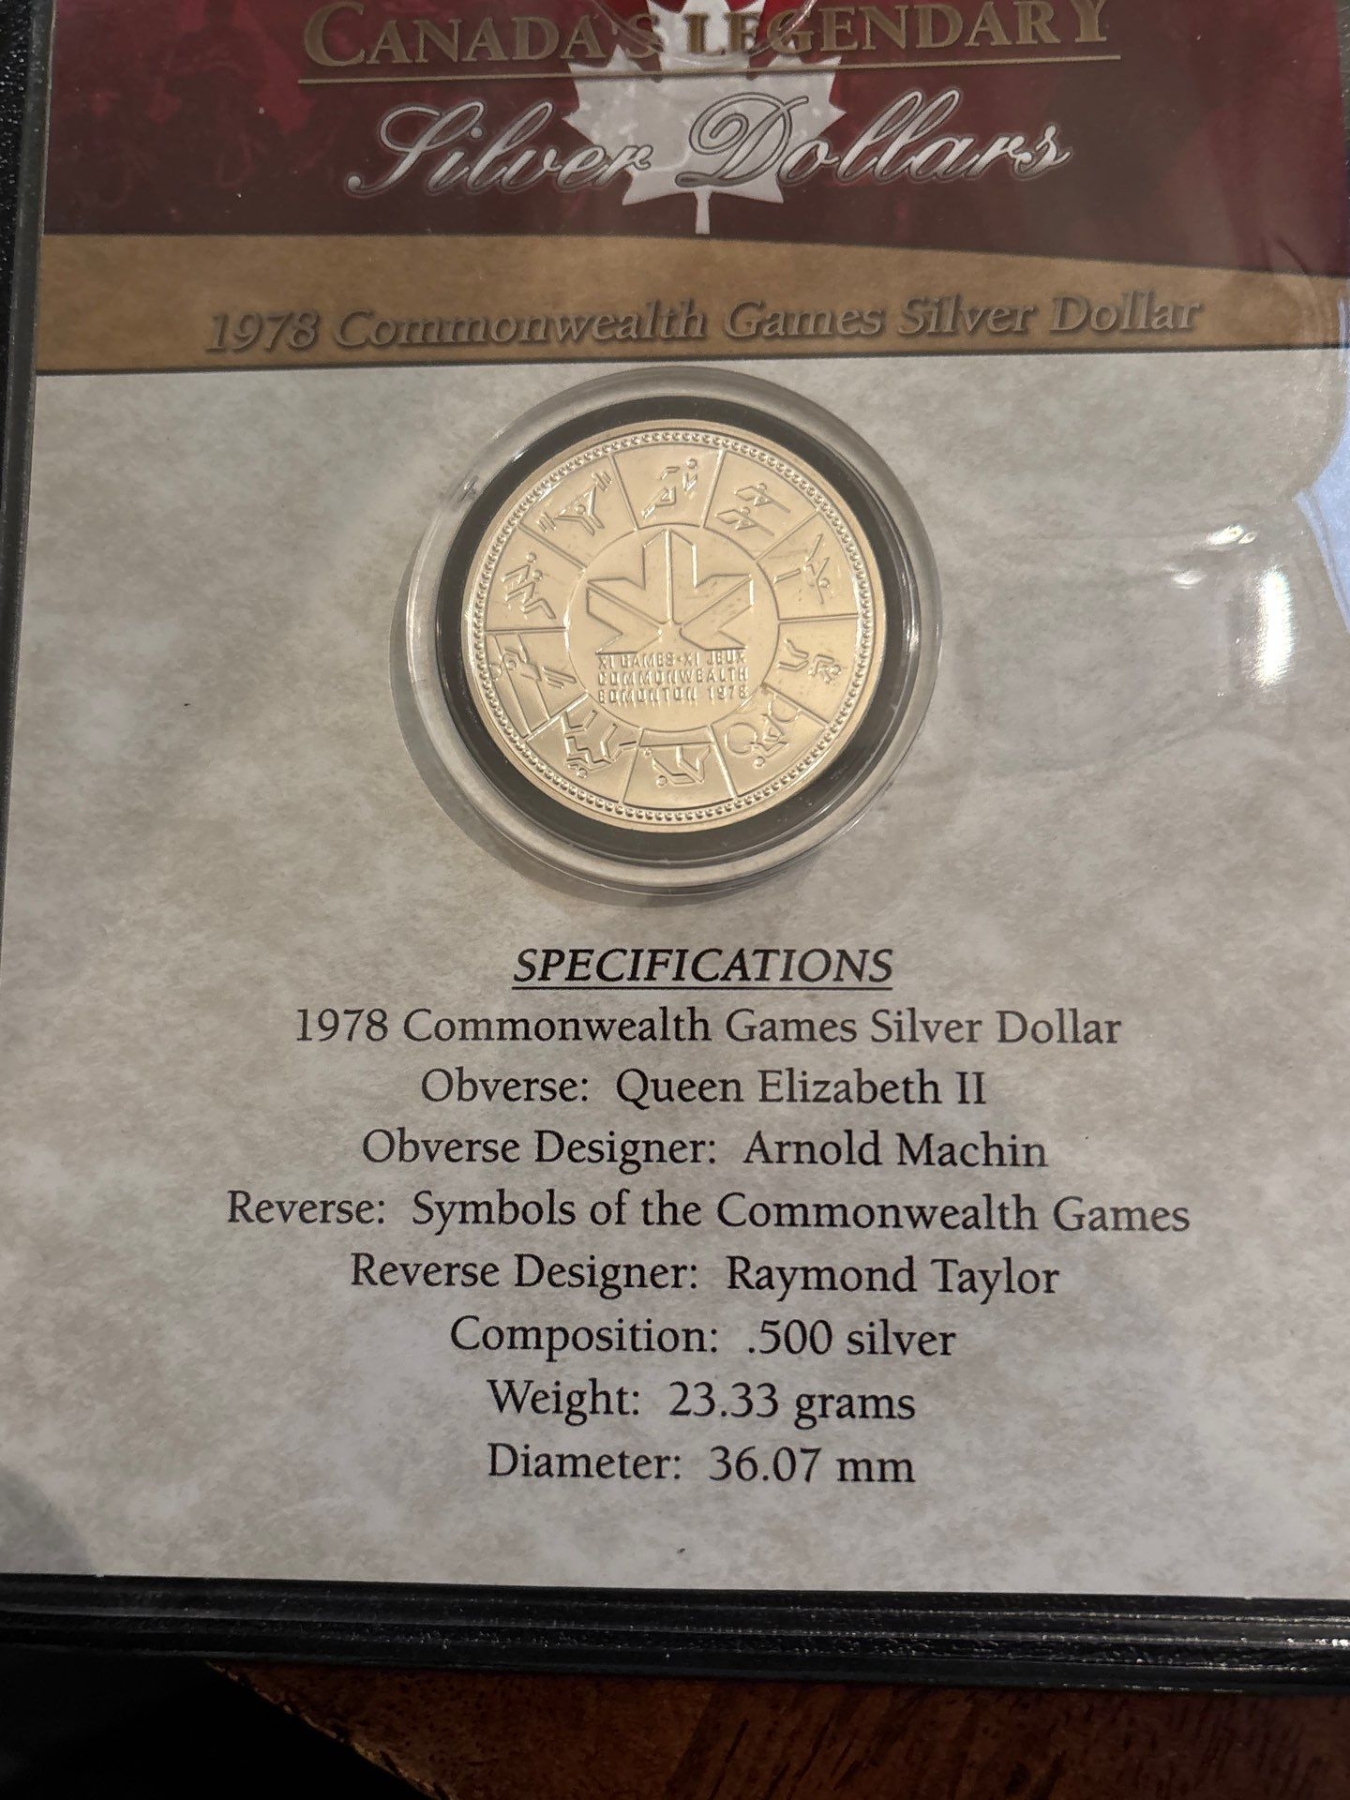 CANADA'S LEGENDARY
Silver Dollars
1978 Commonwealth Games Silver Dollar
XI GAMES-XI JEUX
COMMONWEALTH
EDMONTON 1978
SPECIFICATIONS
1978 Commonwealth Games Silver Dollar
Obverse: Queen Elizabeth II
Obverse Designer: Arnold Machin
Reverse: Symbols of the Commonwealth Games
Reverse Designer: Raymond Taylor
Composition: .500 silver
Weight: 23.33 grams
Diameter: 36.07 mm